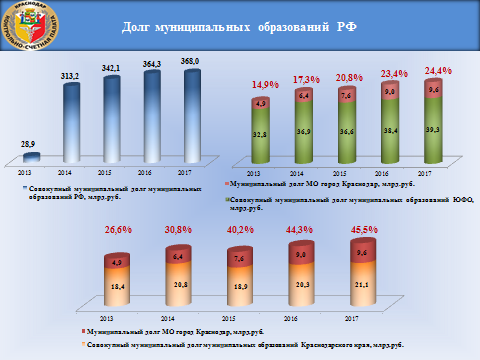 КРАСНОДАР
КОНТРОЛЬНО-СЧЕТНАЯ ПАЛАТА
Долг муниципальных образований РФ
28,9
313,2
342,1
364,3
368,0
2013 2014 2015 2016 2017
Совокупный муниципальный долг муниципальных
образований РФ, млрд.руб.
14,9% 17,3% 20,8% 23,4% 24,4%
4,9 6,4 7,6 9,0 9,6
32,8 36,9 36,6 38,4 39,3
2013 2014 2015 2016 2017
Муниципальный долг МО город Краснодар, млрд.руб.
Совокупный муниципальный долг муниципальных образований ЮФО,
млрд.руб.
26,6% 30,8% 40,2% 44,3% 45,5%
4,9 6,4 7,6 9,0 9,6
18,4 20,8 18,9 20,3 21,1
2013 2014 2015 2016 2017
Муниципальный долг МО город Краснодар, млрд.руб.
Совокупный муниципальный долг муниципальных образований Краснодарского края, млрд.руб.